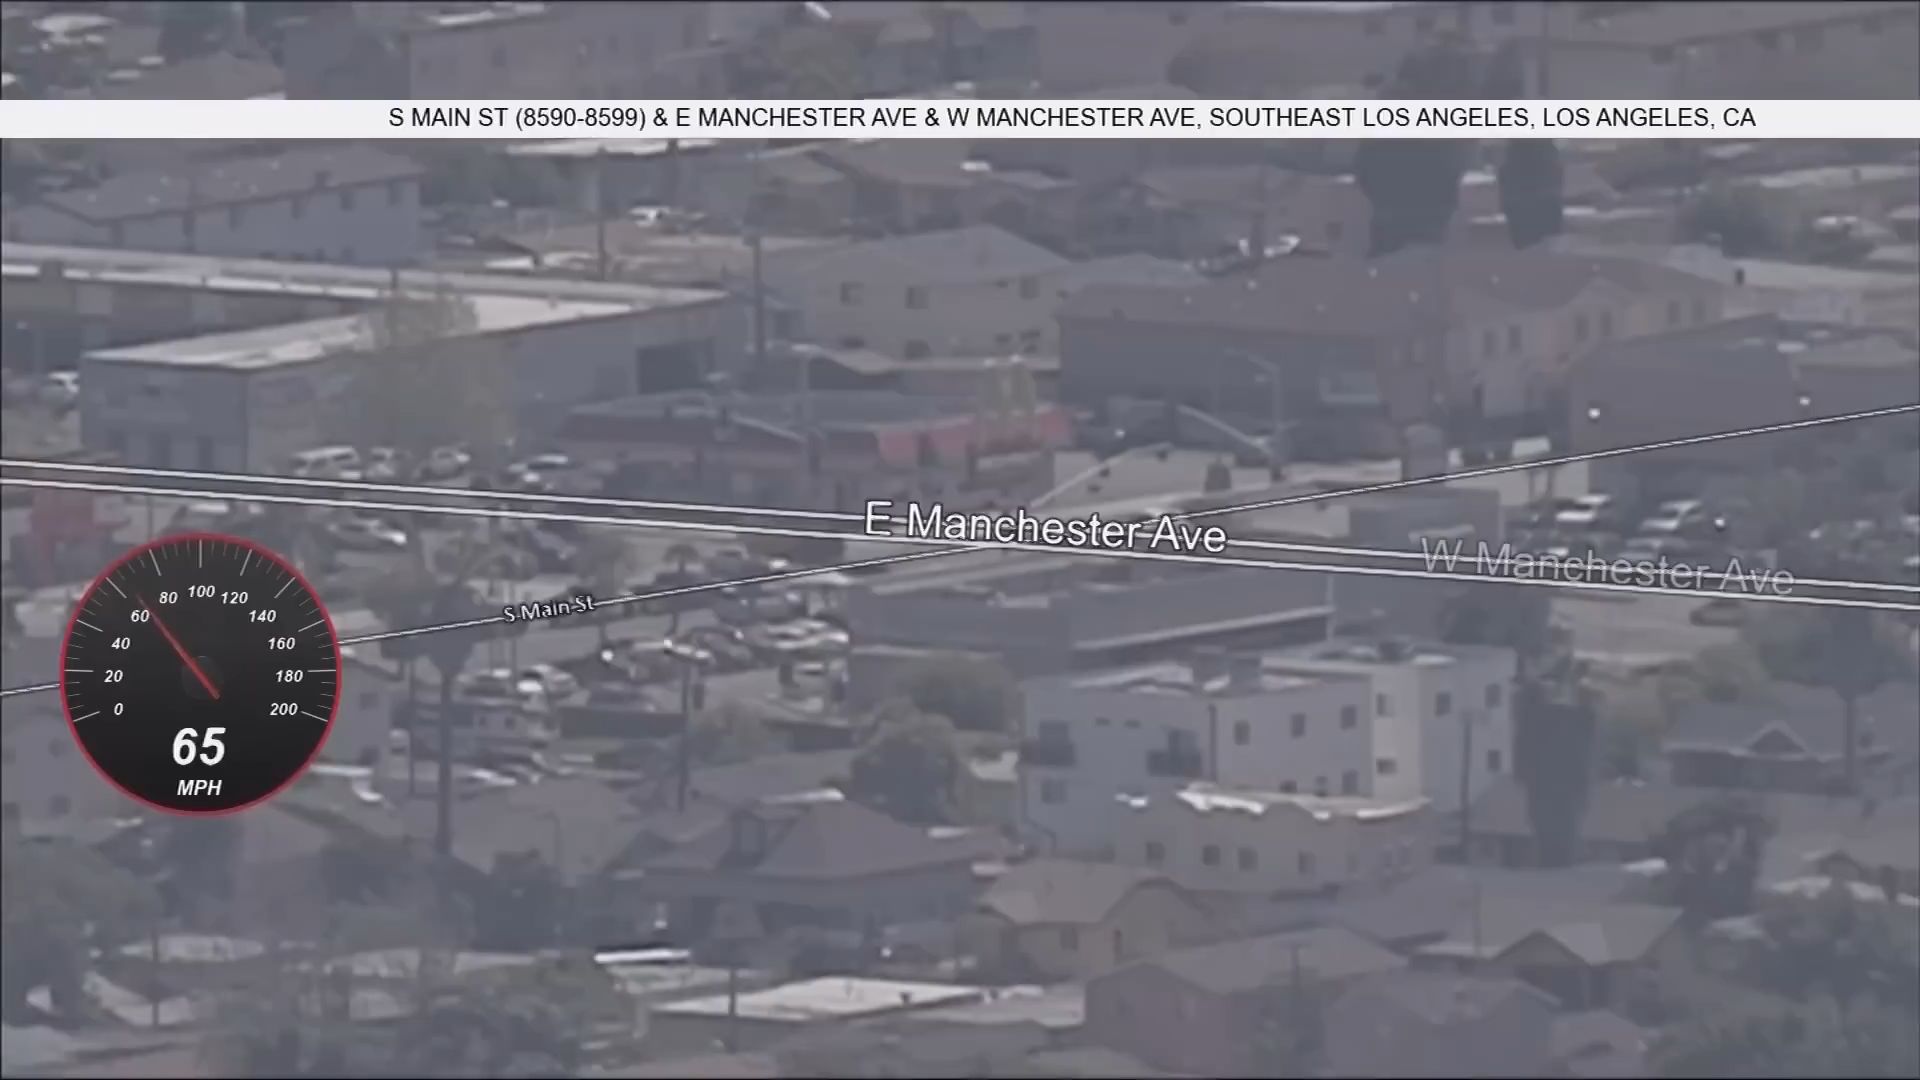 S MAIN ST (8590-8599) & E MANCHESTER AVE & W MANCHESTER AVE, SOUTHEAST LOS ANGELES, LOS ANGELES, CA
E Manchester Ave
W Manchester Ave
S Main St
0
20
40
60
80
100
120
140
160
180
200
65
MPH